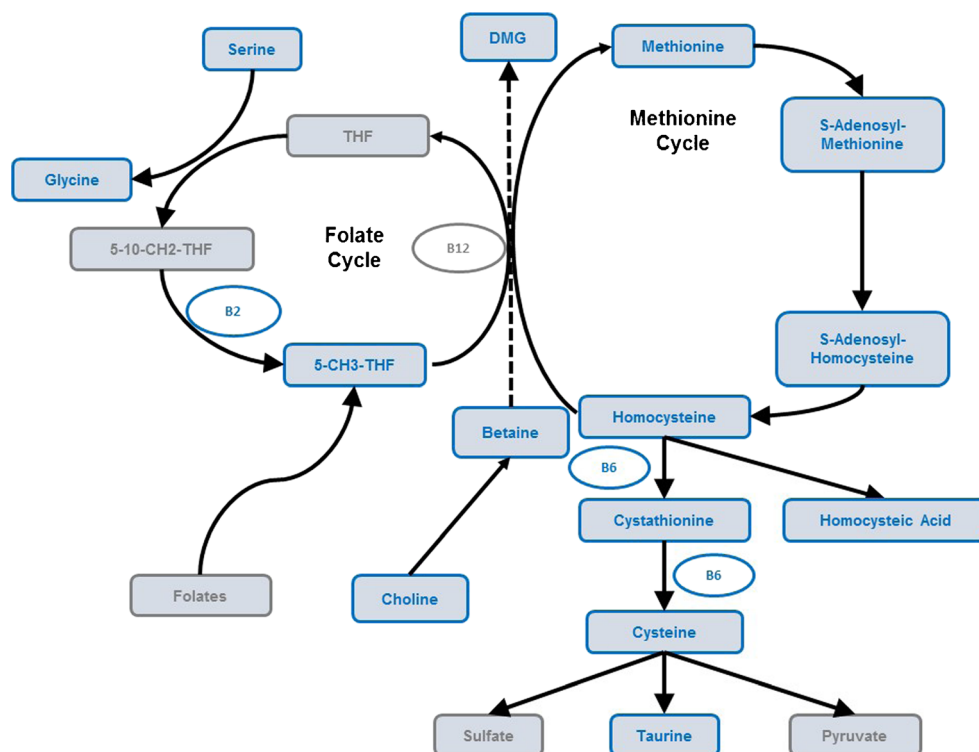 DMG
Methionine
Serine
THF
Methionine
Cycle
S-Adenosyl-
Methionine
Glycine
5-10-CH2-THF
Folate
Cycle
B12
B2
5-CH3-THF
S-Adenosyl-
Homocysteine
Homocysteine
Betaine
B6
Cystathionine
Homocysteic Acid
B6
Folates
Choline
Cysteine
Sulfate
Taurine
Pyruvate